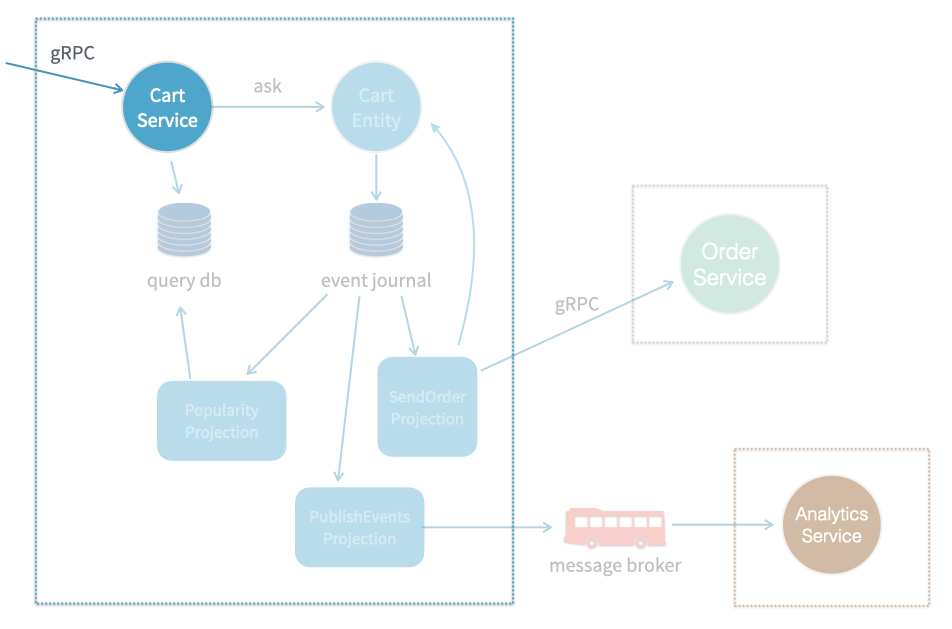 gRPC
Cart
Service
ask
Cart
Entity
query db
event journal
Order
Service
gRPC
Popularity
Projection
SendOrder
Projection
PublishEvents
Projection
message broker
Analytics
Service